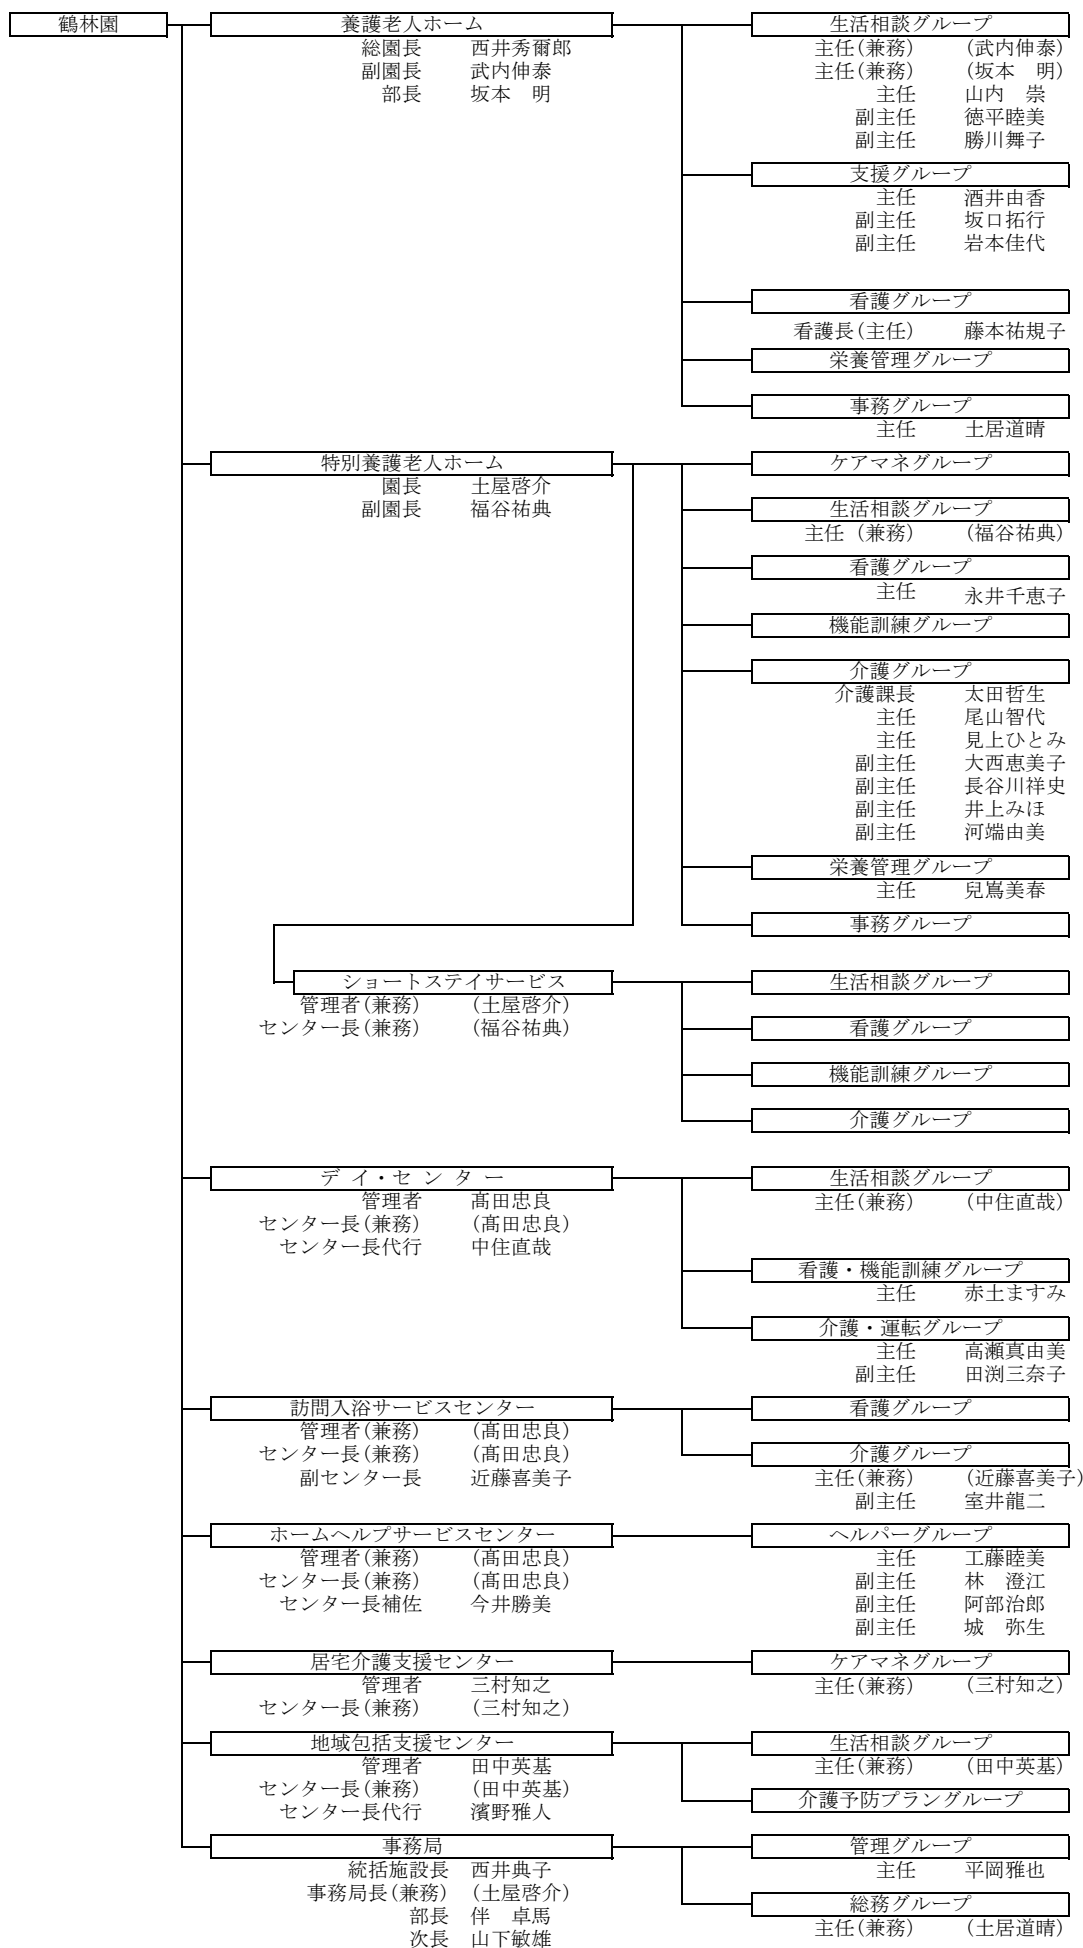 鶴林園
養護老人ホーム
総園長 西井秀爾郎
副園長 武内伸泰
部長 坂本 明
生活相談グループ
主任(兼務) (武内伸泰)
主任(兼務) (坂本 明)
主任 山内 崇
副主任 徳平睦美
副主任 勝川舞子
支援グループ
主任 酒井由香
副主任 坂口拓行
副主任 岩本佳代
看護グループ
看護長(主任) 藤本祐規子
栄養管理グループ
事務グループ
主任 土居道晴
特別養護老人ホーム
園長 土屋啓介
副園長 福谷祐典
ケアマネグループ
生活相談グループ
主任 (兼務) (福谷祐典)
看護グループ
主任 永井千恵子
機能訓練グループ
介護グループ
介護課長 太田哲生
主任 尾山智代
主任 見上ひとみ
副主任 大西恵美子
副主任 長谷川祥史
副主任 井上みほ
副主任 河端由美
栄養管理グループ
主任 兒嶌美春
事務グループ
ショートステイサービス
管理者(兼務) (土屋啓介)
センター長(兼務) (福谷祐典)
生活相談グループ
看護グループ
機能訓練グループ
介護グループ
デ イ・セ ン タ ー
管理者 髙田忠良
センター長(兼務) (髙田忠良)
センター長代行 中住直哉
生活相談グループ
主任(兼務) (中住直哉)
看護・機能訓練グループ
主任 赤土ますみ
介護・運転グループ
主任 高瀬真由美
副主任 田渕三奈子
訪問入浴サービスセンター
管理者(兼務) (髙田忠良)
センター長(兼務) (髙田忠良)
副センター長 近藤喜美子
看護グループ
介護グループ
主任(兼務) (近藤喜美子)
副主任 室井龍二
ホームヘルプサービスセンター
管理者(兼務) (髙田忠良)
センター長(兼務) (髙田忠良)
センター長補佐 今井勝美
ヘルパーグループ
主任 工藤睦美
副主任 林 澄江
副主任 阿部治郎
副主任 城 弥生
居宅介護支援センター
管理者 三村知之
センター長(兼務) (三村知之)
ケアマネグループ
主任(兼務) (三村知之)
地域包括支援センター
管理者 田中英基
センター長(兼務) (田中英基)
センター長代行 濱野雅人
生活相談グループ
主任(兼務) (田中英基)
介護予防プラングループ
事務局
統括施設長 西井典子
事務局長(兼務) (土屋啓介)
部長 伴 卓馬
次長 山下敏雄
管理グループ
主任 平岡雅也
総務グループ
主任(兼務) (土居道晴)